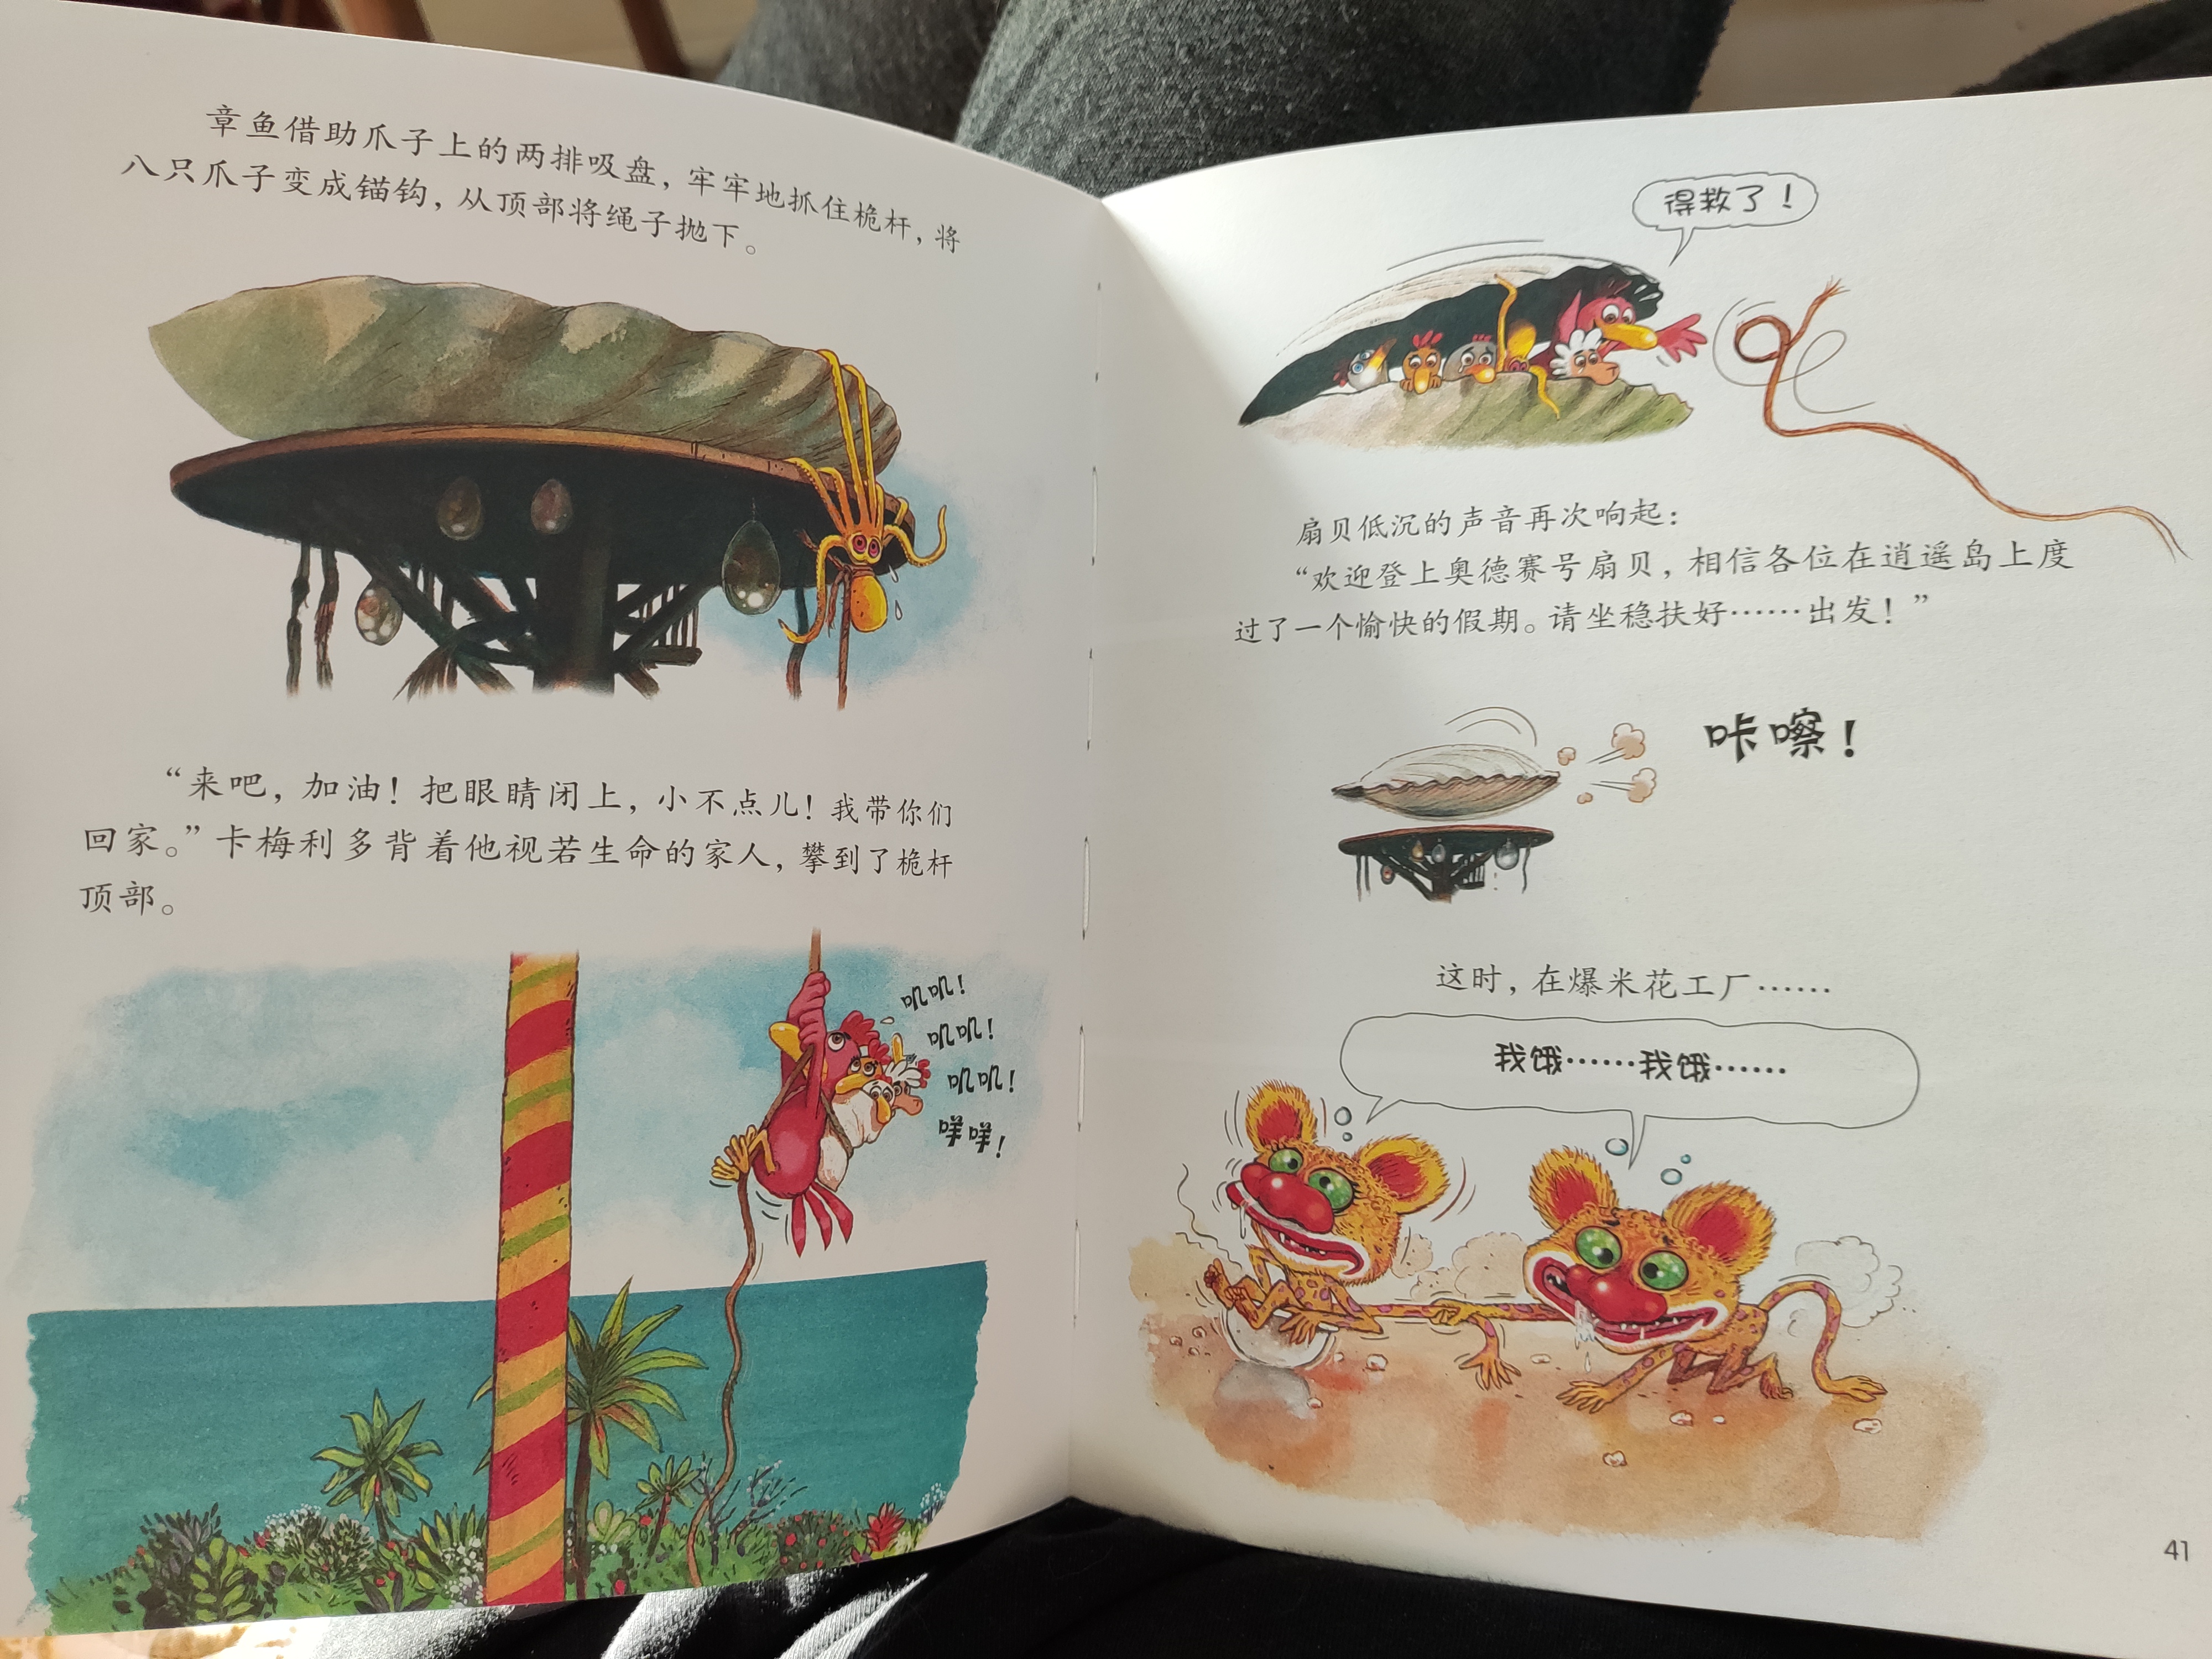 章鱼借助爪子上的两排吸盘，牢牢地抓住桅杆，将
八只爪子变成锚钩，从顶部将绳子抛下。
“来吧，加油！把眼睛闭上，小不点儿！我带你们
回家。”卡梅利多背着他视若生命的家人，攀到了桅杆
顶部。
叽叽！
叽叽！
叽叽！
咩咩！
得救了！
扇贝低沉的声音再次响起：
“欢迎登上奥德赛号扇贝，相信各位在逍遥岛上度
过了一个愉快的假期。请坐稳扶好……出发！”
咔嚓！
这时，在爆米花工厂……
我饿……我饿……
41